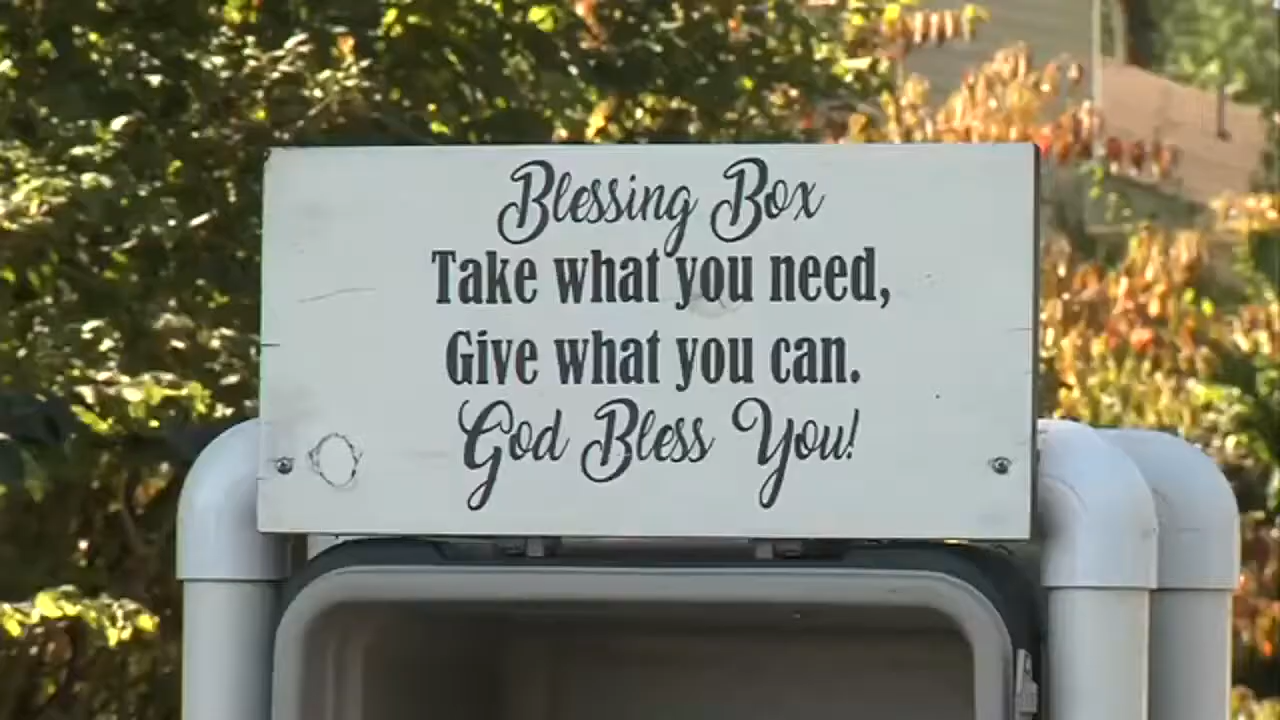 Blessing Box
Take what you need,
Give what you can.
God Bless You!